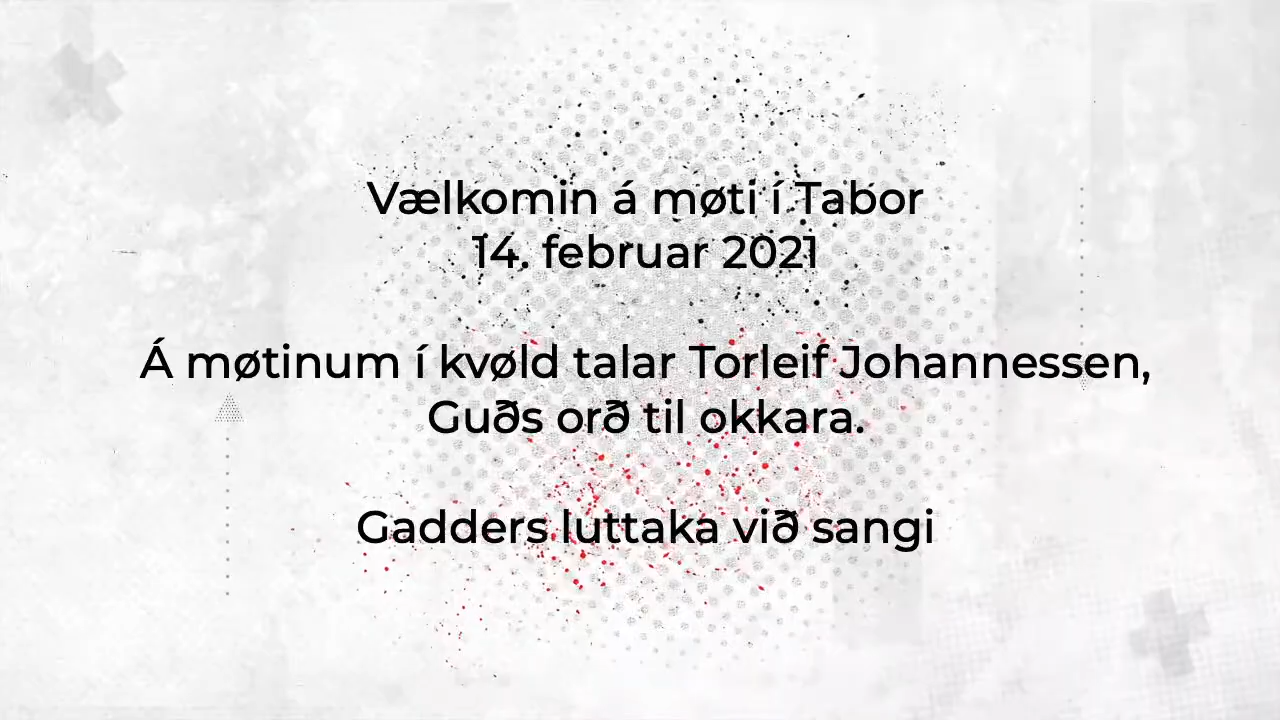 Vælkomin á møti í Tabor
14. februar 2021
Á møtinum í kvøld talar Torleif Johannessen,
Guðs orð til okkara.
Gadders luttaka við sangi